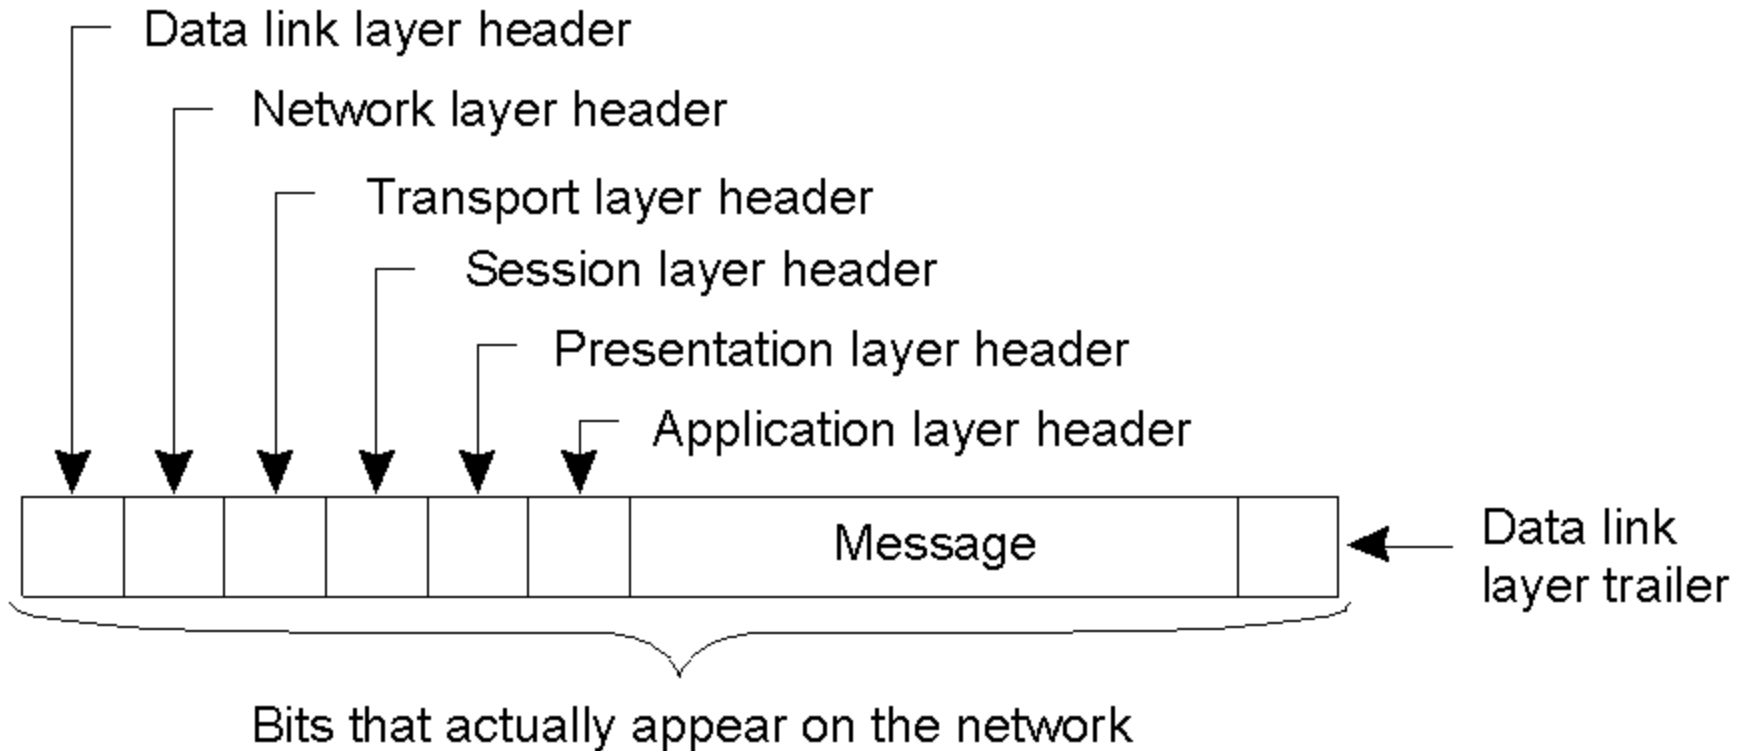 Data link layer header
Network layer header
Transport layer header
Session layer header
Presentation layer header
Application layer header
Message
Data link
layer trailer
Bits that actually appear on the network